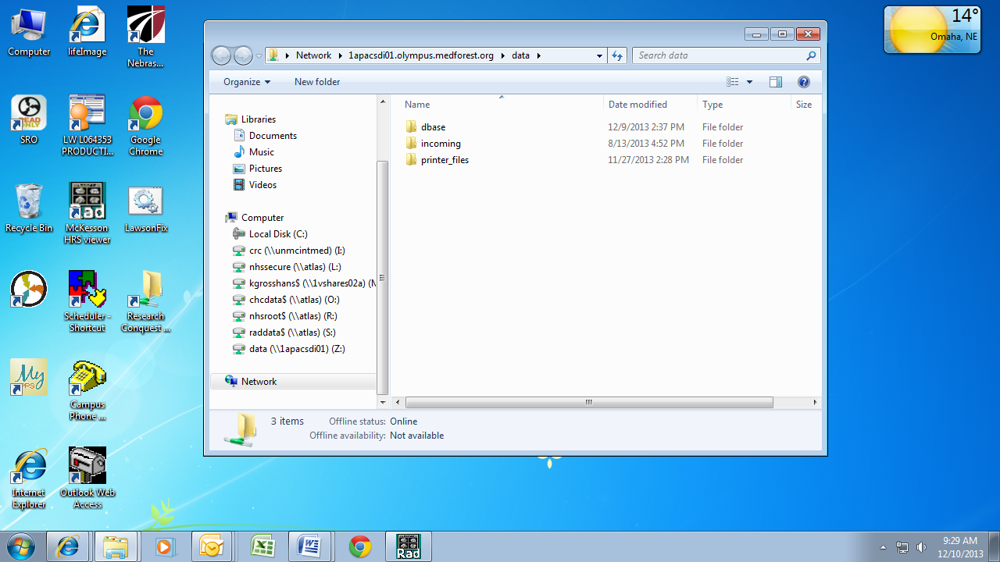 Computer
lifeImage
The
Nebras...
SRO
LW L064353
PRODUCTI...
Google
Chrome
Recycle Bin
McKesson
HRS viewer
LawsonFix
Scheduler -
Shortcut
Research
Conquest ...
My
APPS
Campus
Phone ...
Internet
Explorer
Outlook Web
Access
Rad
14°
Omaha, NE
Network
1apacsdi01.olympus.medforest.org
data
Search data
Organize
New folder
Libraries
Documents
Music
Pictures
Videos
Computer
Local Disk (C:)
crc (\\unmcintmed) (I:)
nhssecure (\\atlas) (L:)
kgrosshans$ (\\1vshares02a) (M
chcdata$ (\\atlas) (O:)
nhsroot$ (\\atlas) (R:)
raddata$ (\\atlas) (S:)
data (\\1apacsdi01) (Z:)
Network
Name Date modified Type Size
dbase 12/9/2013 2:37 PM File folder
incoming 8/13/2013 4:52 PM File folder
printer_files 11/27/2013 2:28 PM File folder
3 items Offline status: Online
Offline availability: Not available
Rad
9:29 AM
12/10/2013